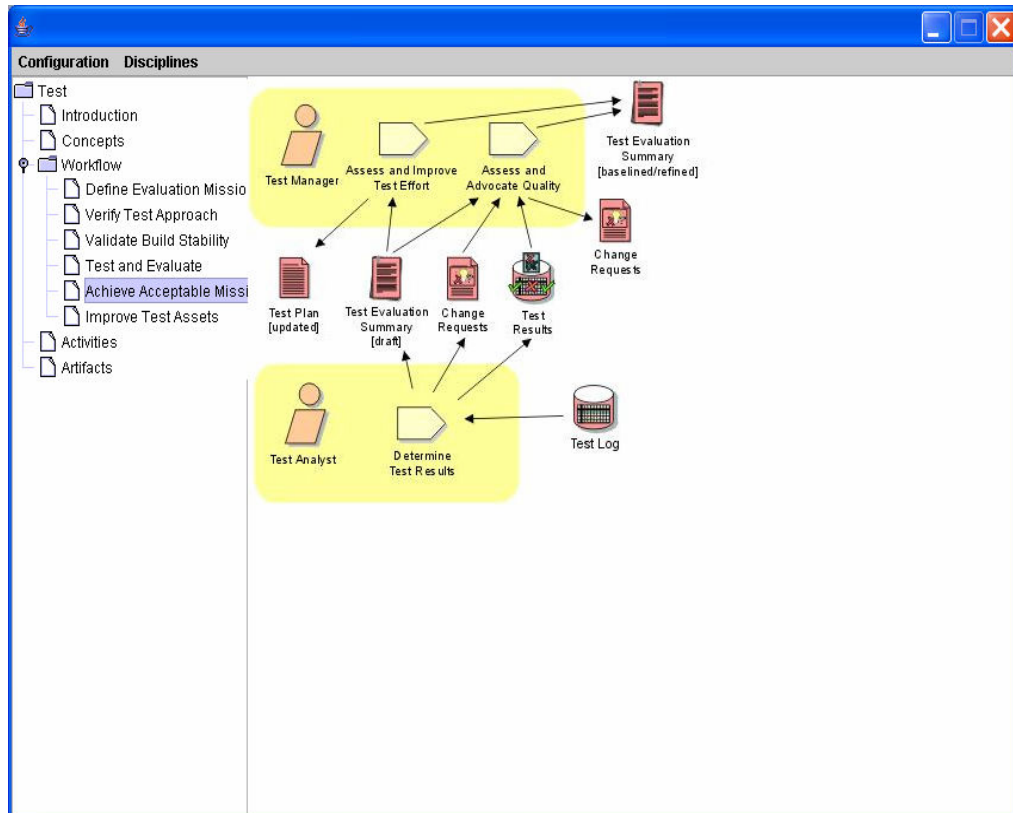 Configuration Disciplines
Test
Introduction
Concepts
Workflow
Define Evaluation Missio
Verify Test Approach
Validate Build Stability
Test and Evaluate
Achieve Acceptable Missi
Improve Test Assets
Activities
Artifacts
Test Manager
Assess and Improve
Test Effort
Assess and
Advocate Quality
Test Evaluation
Summary
[baselined/refined]
Change
Requests
Test Plan
[updated]
Test Evaluation
Summary
[draft]
Change
Requests
Test
Results
Test Analyst
Determine
Test Results
Test Log